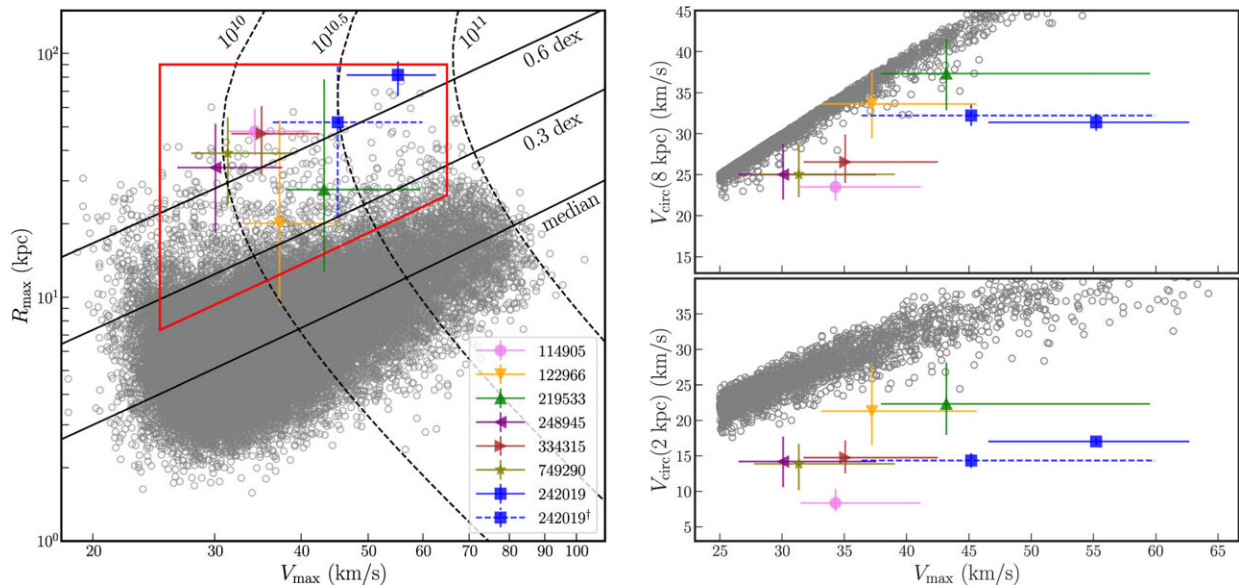 10^10
10^10.5
10^11
0.6 dex
0.3 dex
median
10^2
10^1
10^0
R_max (kpc)
20 30 40 50 60 70 80 90 100
V_max (km/s)
114905
122966
219533
248945
334315
749290
242019
242019†
45
40
35
30
25
20
15
V_circ(8 kpc) (km/s)
35
30
25
20
15
10
5
V_circ(2 kpc) (km/s)
25 30 35 40 45 50 55 60 65
V_max (km/s)